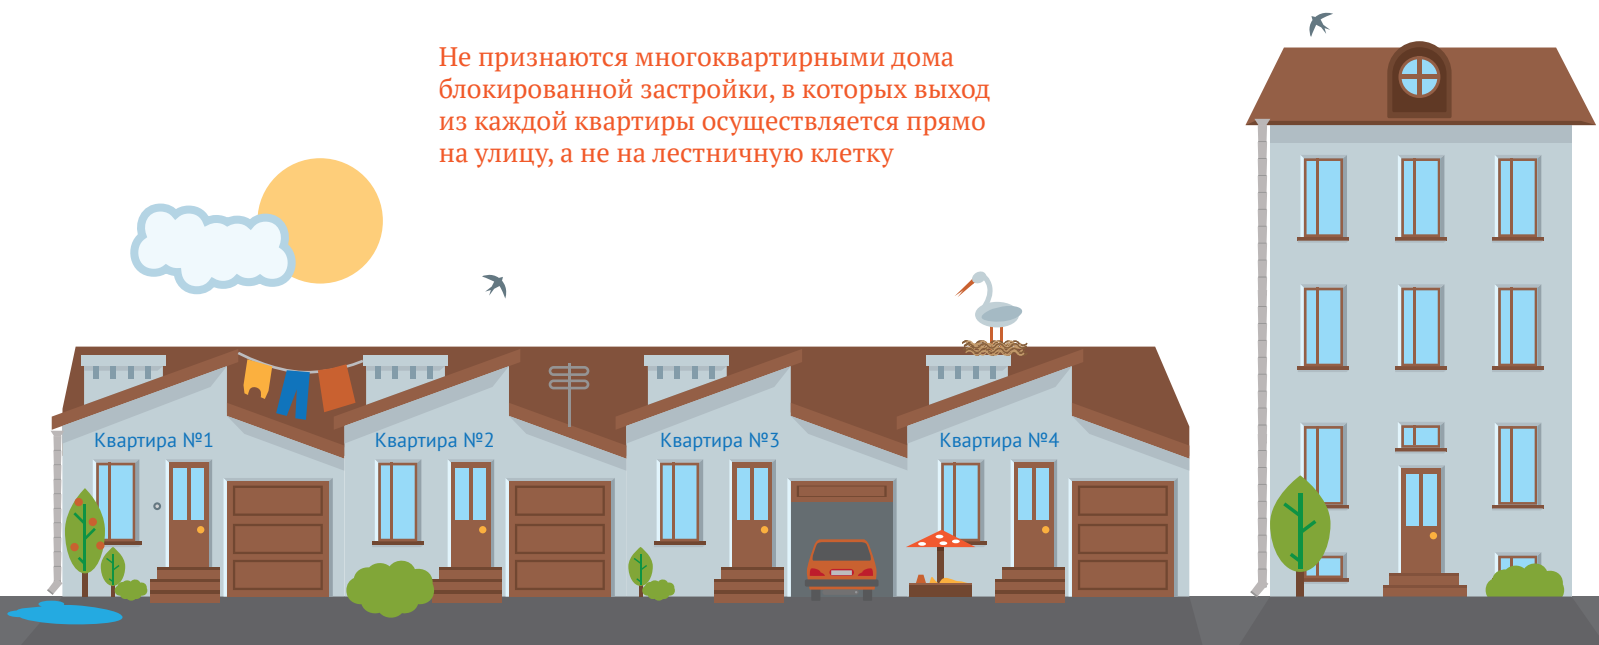 Не признаются многоквартирными дома
блокированной застройки, в которых выход
из каждой квартиры осуществляется прямо
на улицу, а не на лестничную клетку
Квартира №1
Квартира №2
Квартира №3
Квартира №4